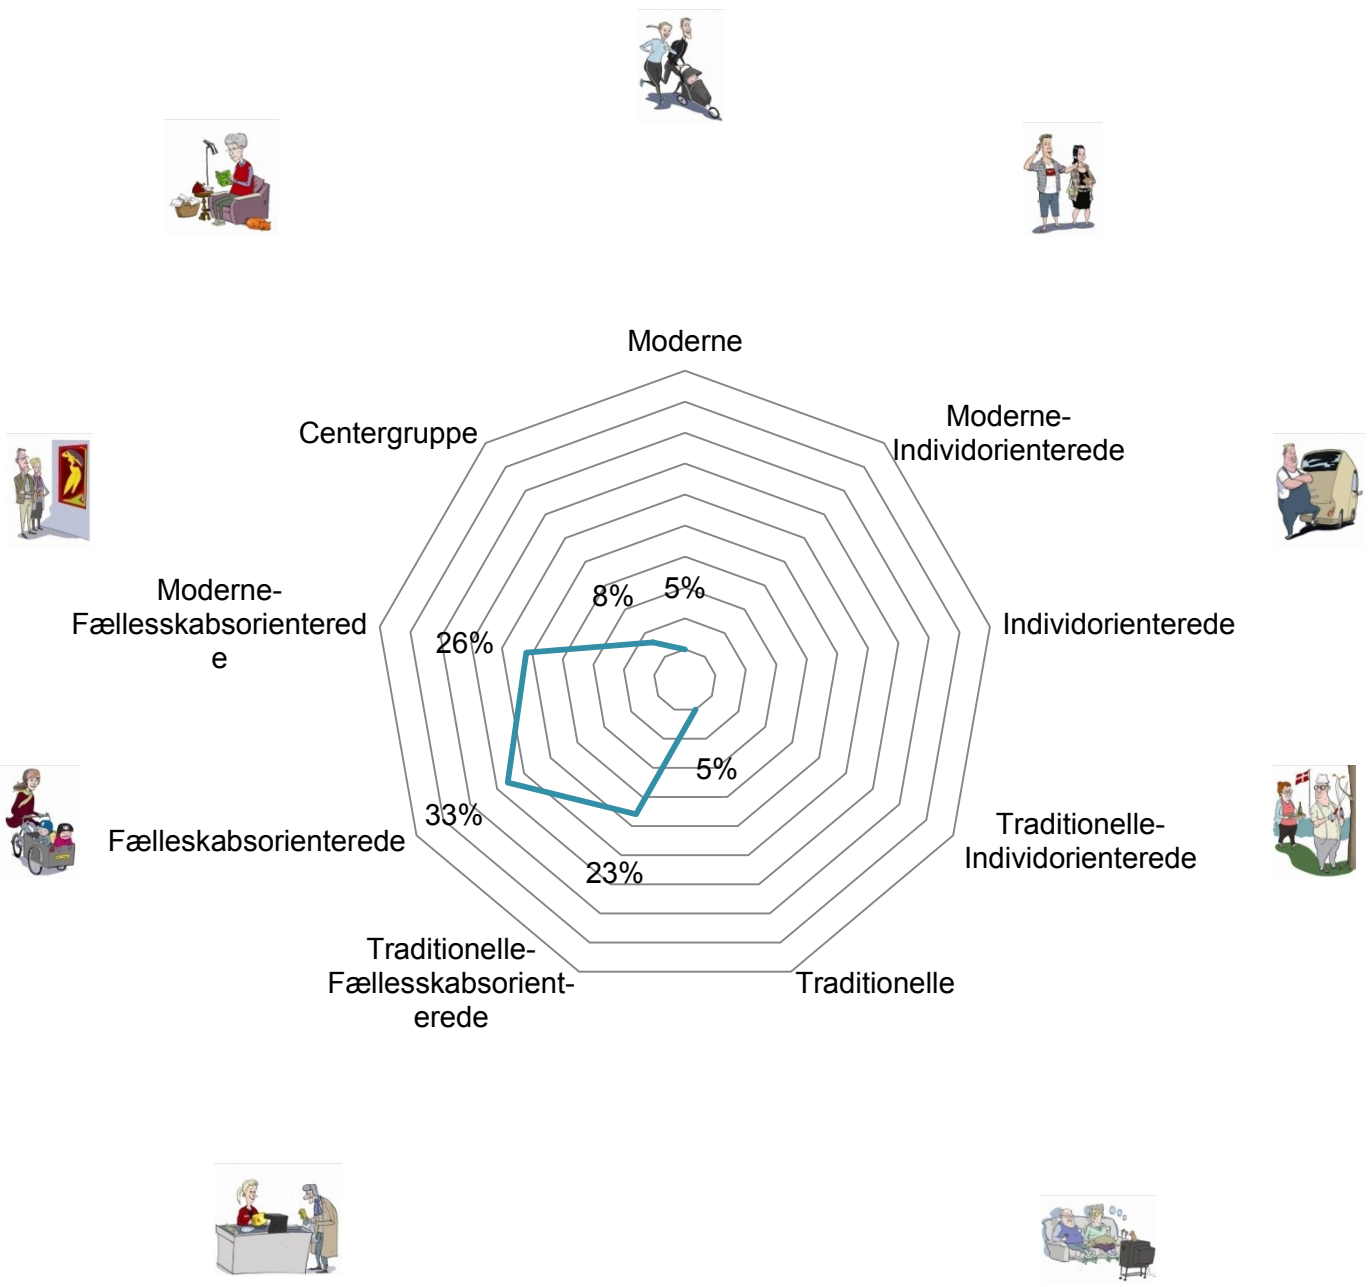 Moderne
Moderne-
Individorienterede
Centergruppe
8%
5%
Moderne-
Fællesskabsorientered
e
26%
Individorienterede
5%
Fælleskabsorienterede
33%
Traditionelle-
Individorienterede
23%
Traditionelle-
Fællesskabsorient-
erede
Traditionelle